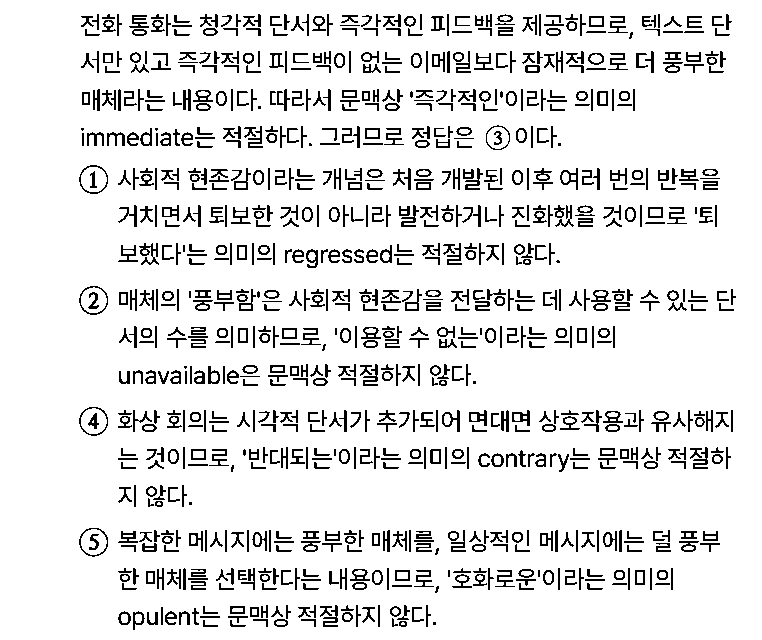 전화 통화는 청각적 단서와 즉각적인 피드백을 제공하므로, 텍스트 단
서만 있고 즉각적인 피드백이 없는 이메일보다 잠재적으로 더 풍부한
매체라는 내용이다. 따라서 문맥상 '즉각적인'이라는 의미의
immediate는 적절하다. 그러므로 정답은 ③이다.
① 사회적 현존감이라는 개념은 처음 개발된 이후 여러 번의 반복을
거치면서 퇴보한 것이 아니라 발전하거나 진화했을 것이므로 '퇴
보했다'는 의미의 regressed는 적절하지 않다.
② 매체의 '풍부함'은 사회적 현존감을 전달하는 데 사용할 수 있는 단
서의 수를 의미하므로, '이용할 수 없는'이라는 의미의
unavailable은 문맥상 적절하지 않다.
④ 화상 회의는 시각적 단서가 추가되어 면대면 상호작용과 유사해지
는 것이므로, '반대되는'이라는 의미의 contrary는 문맥상 적절하
지 않다.
⑤ 복잡한 메시지에는 풍부한 매체를, 일상적인 메시지에는 덜 풍부
한 매체를 선택한다는 내용이므로, '호화로운'이라는 의미의
opulent는 문맥상 적절하지 않다.